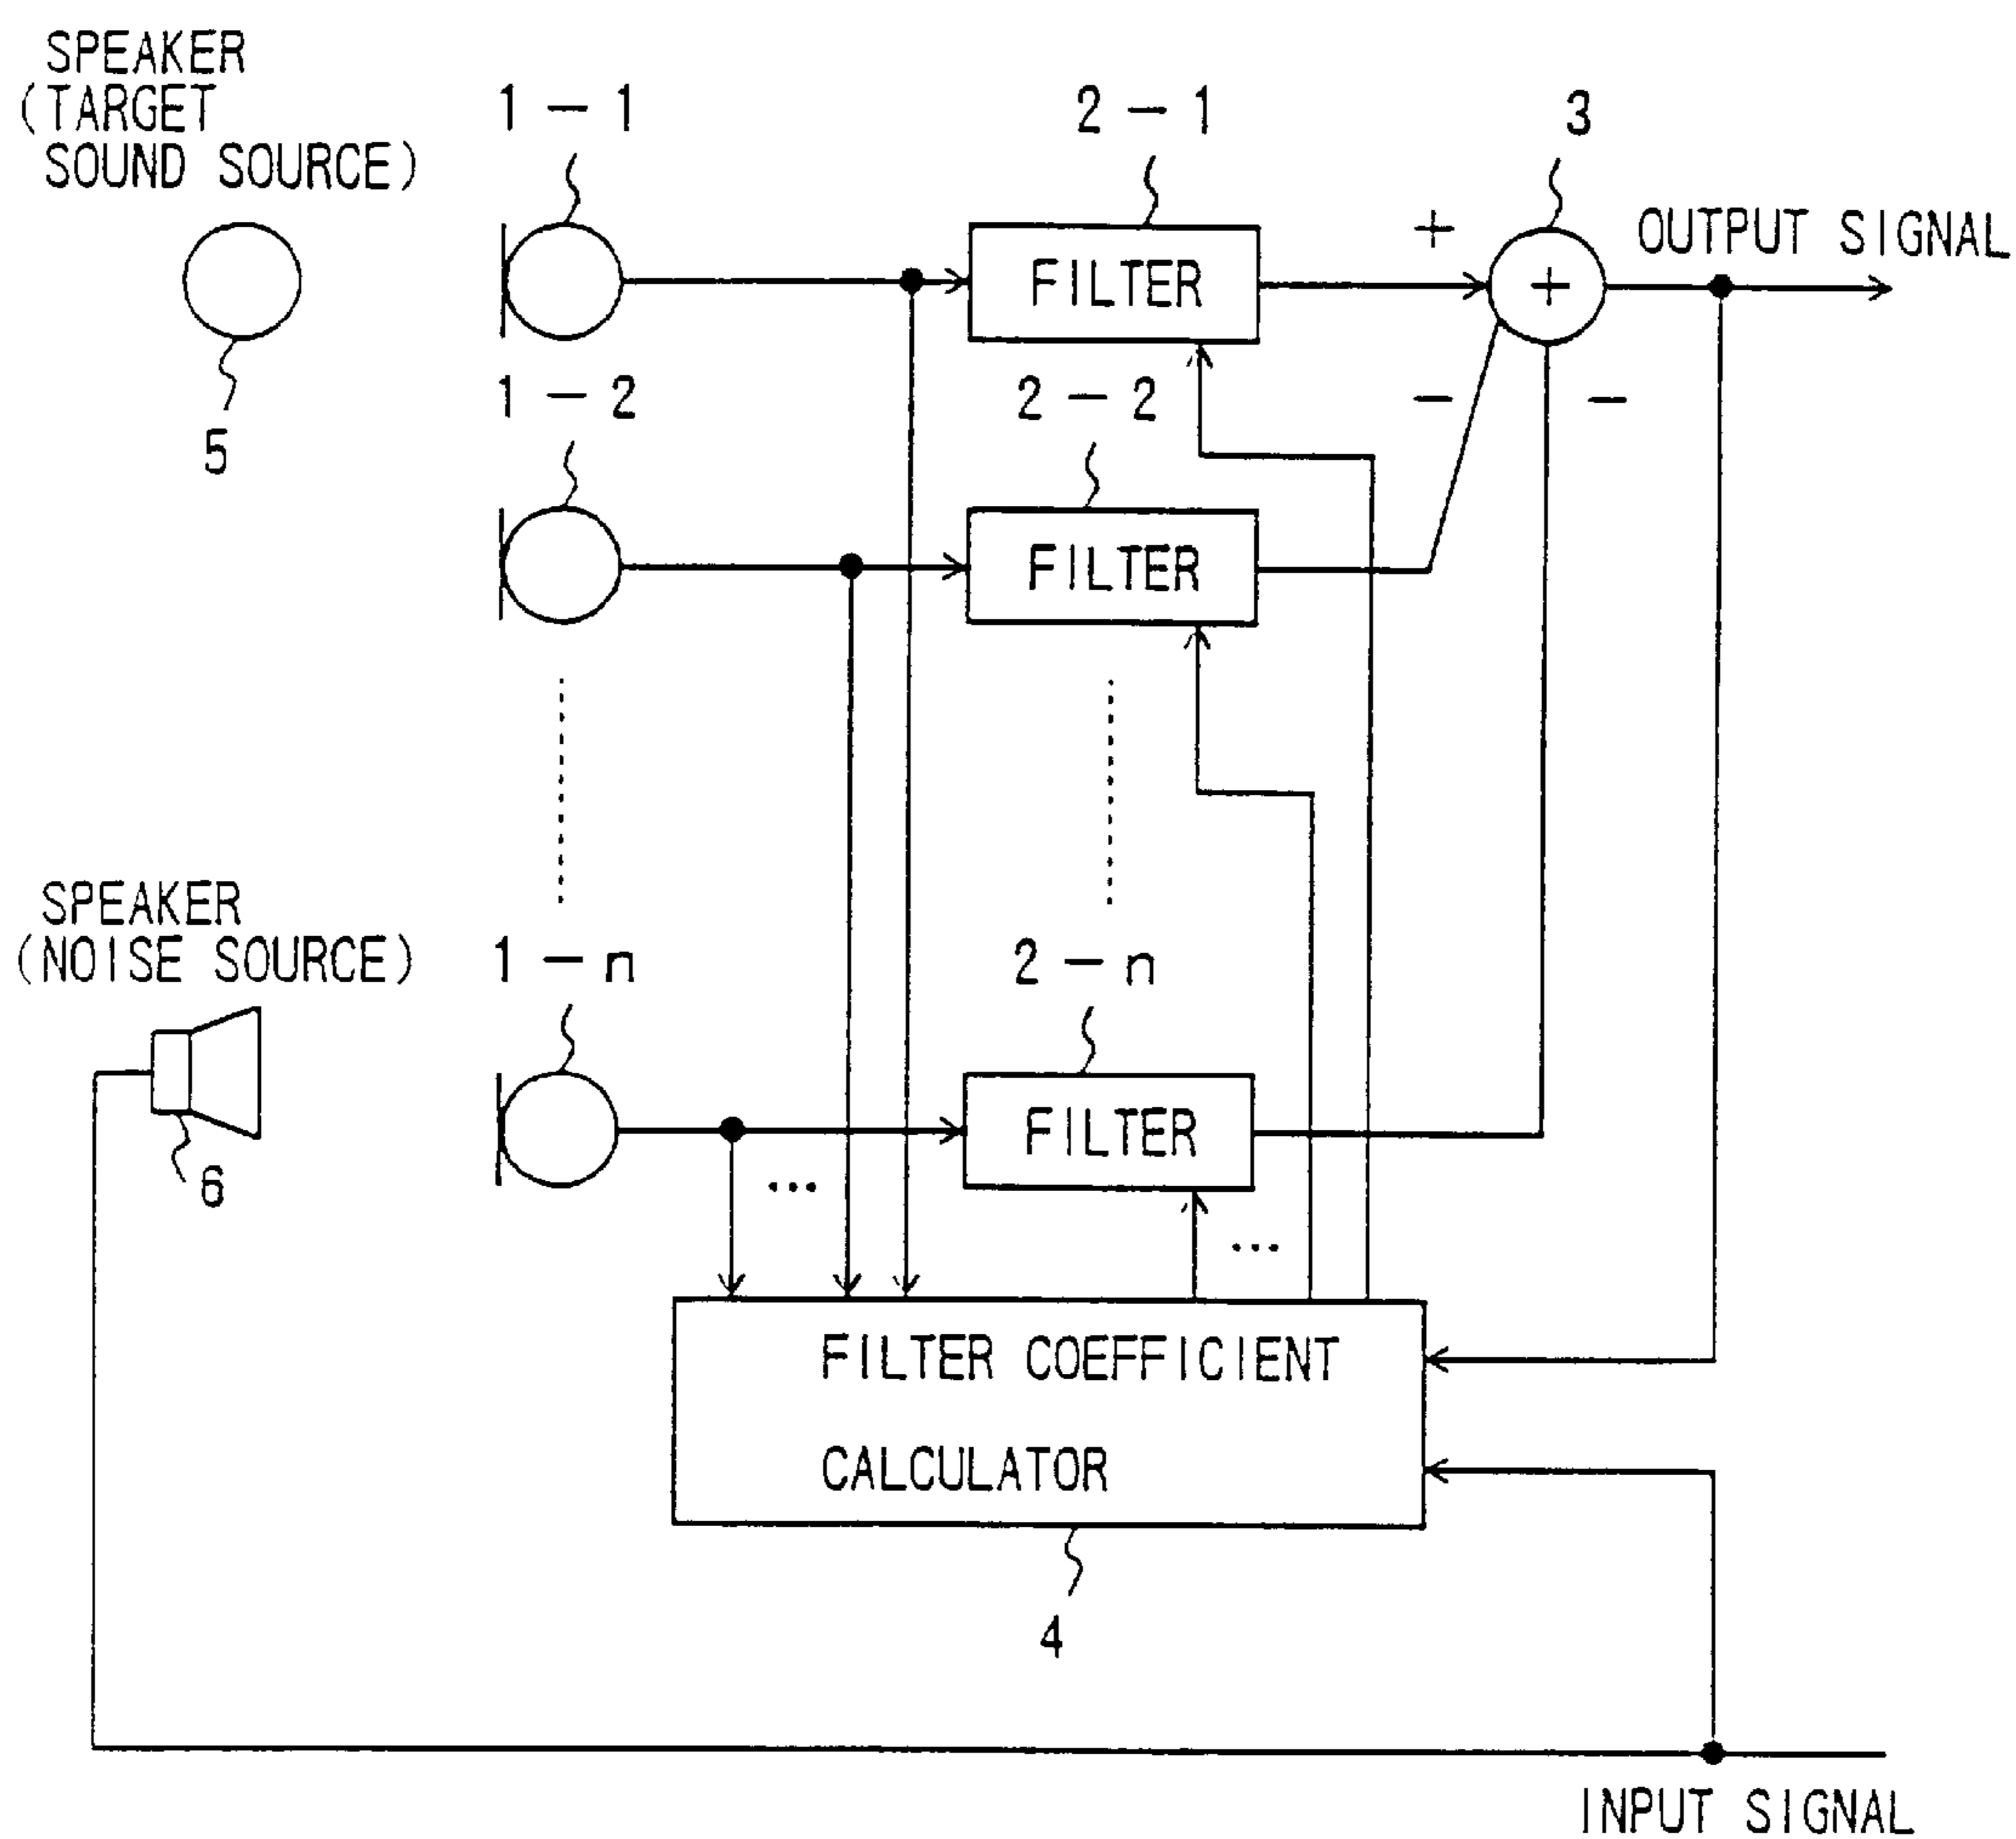 SPEAKER
(TARGET
SOUND SOURCE)
1-1
2-1
3
+
OUTPUT SIGNAL
FILTER
+
5
1-2
2-2
-
-
FILTER
SPEAKER
(NOISE SOURCE)
1-n
2-n
FILTER
6
...
...
FILTER COEFFICIENT
CALCULATOR
4
INPUT SIGNAL